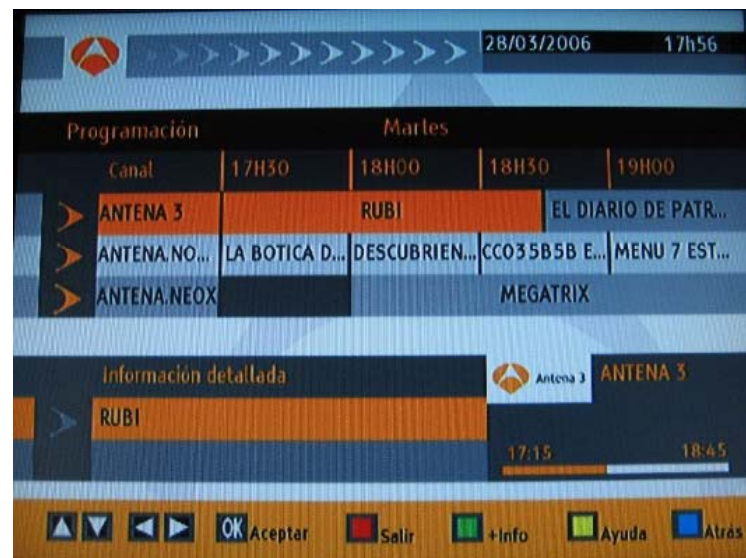 28/03/2006 17h56
Programación Martes
Canal 17H30 18H00 18H30 19H00
ANTENA 3 RUBI EL DIARIO DE PATR...
ANTENA.NO... LA BOTICA D... DESCUBRIEN... CCO35B5B E... MENU 7 EST...
ANTENA.NEOX MEGATRIX
Información detallada Antena 3 ANTENA 3
RUBI
17:15 18:45
OK Aceptar Salir +Info Ayuda Atrás